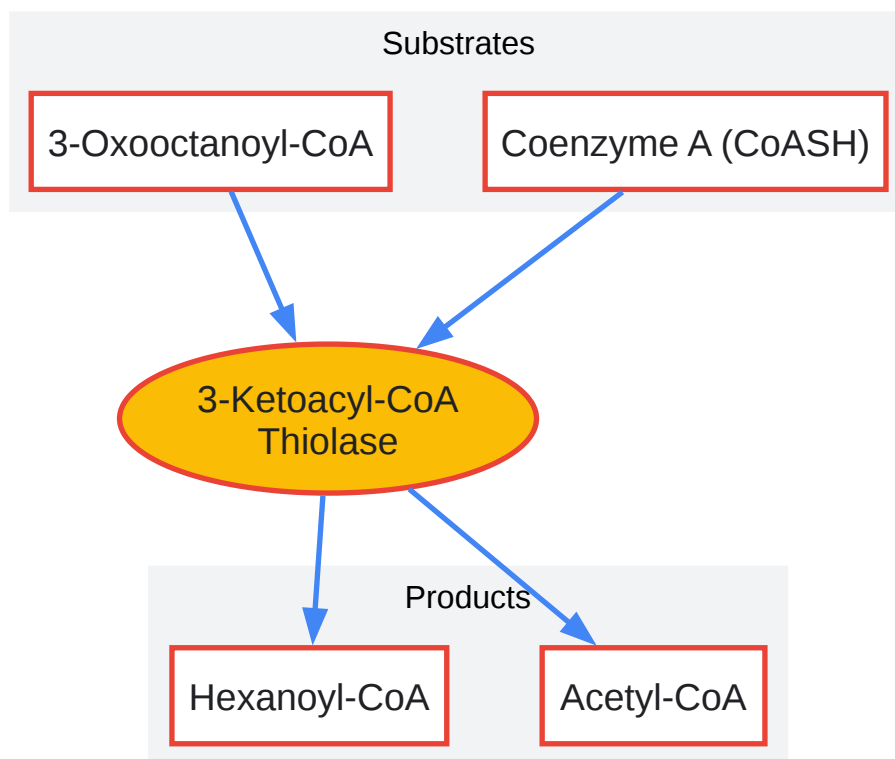 Substrates
3-Oxooctanoyl-CoA
Coenzyme A (CoASH)
3-Ketoacyl-CoA
Thiolase
Products
Hexanoyl-CoA
Acetyl-CoA